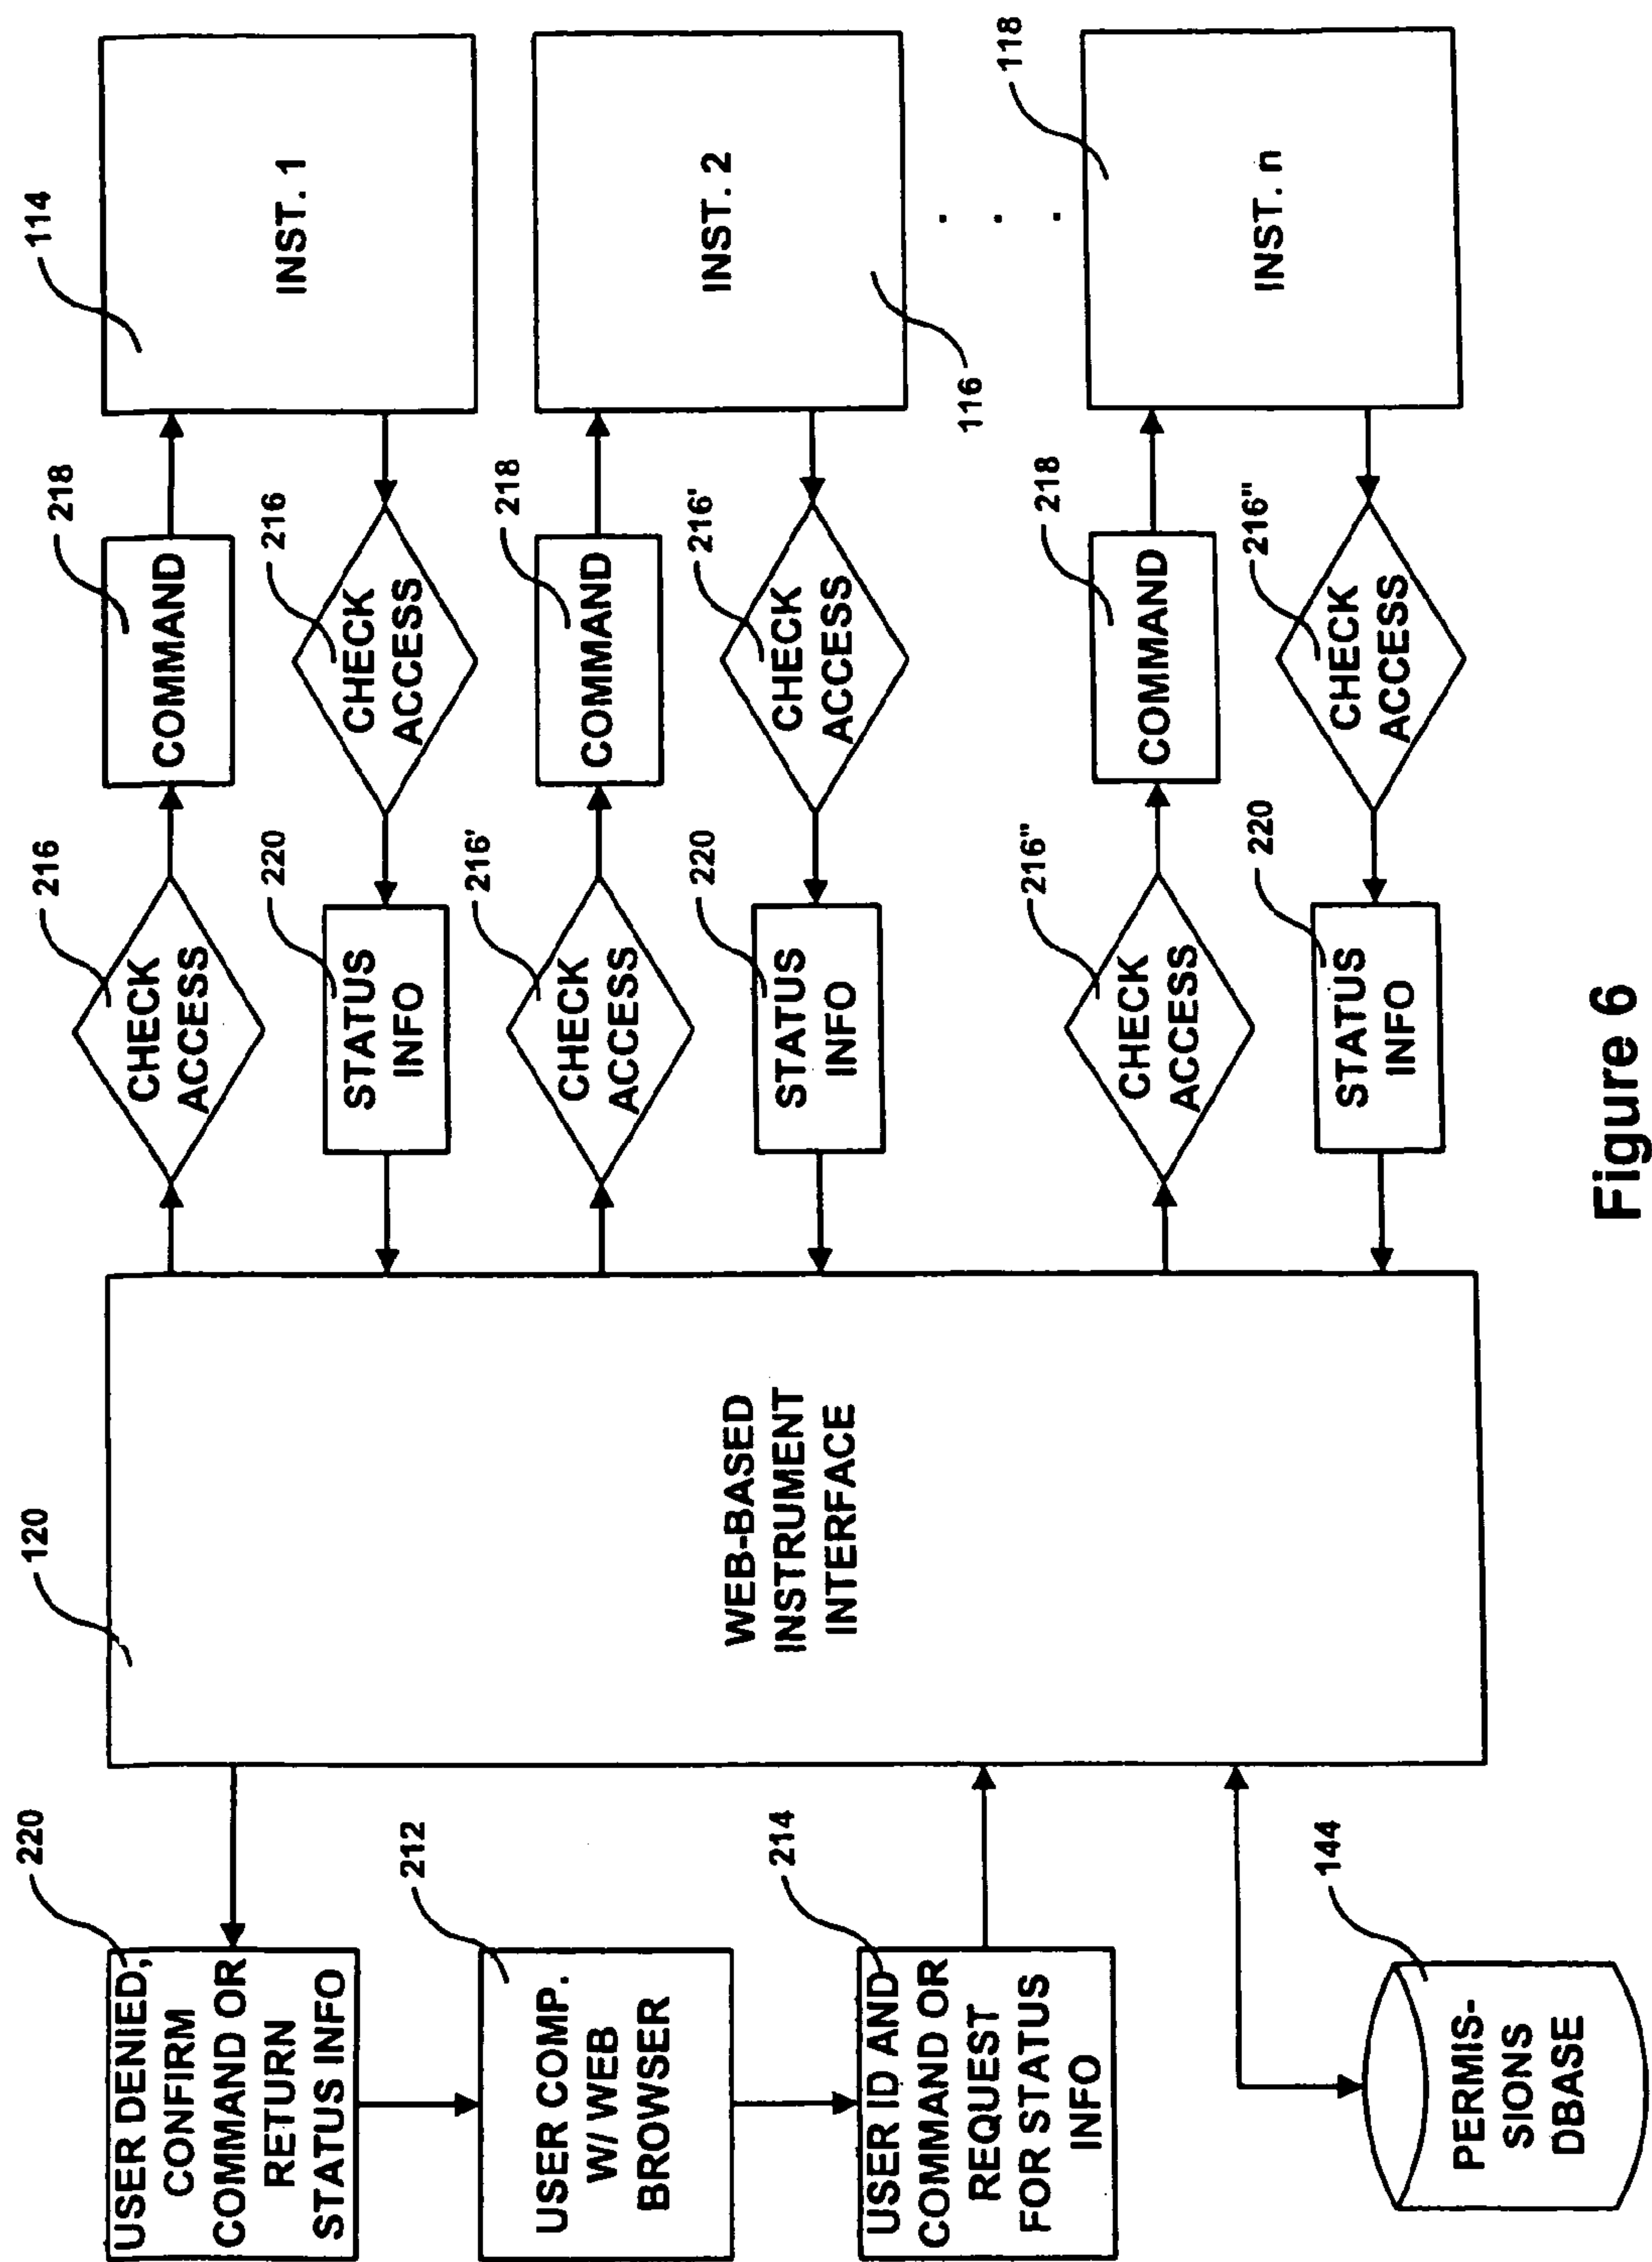 220
USER DENIED,
CONFIRM
COMMAND OR
RETURN
STATUS INFO
212
USER COMP.
W/ WEB
BROWSER
214
USER ID AND
COMMAND OR
REQUEST
FOR STATUS
INFO
144
PERMIS-
SIONS
DBASE
120
WEB-BASED
INSTRUMENT
INTERFACE
216
CHECK
ACCESS
218
COMMAND
114
INST. 1
220
STATUS
INFO
216
CHECK
ACCESS
216'
CHECK
ACCESS
218
COMMAND
INST. 2
116
220
STATUS
INFO
216'
CHECK
ACCESS
. . .
216"
CHECK
ACCESS
218
COMMAND
118
INST. n
220
STATUS
INFO
216"
CHECK
ACCESS
Figure 6